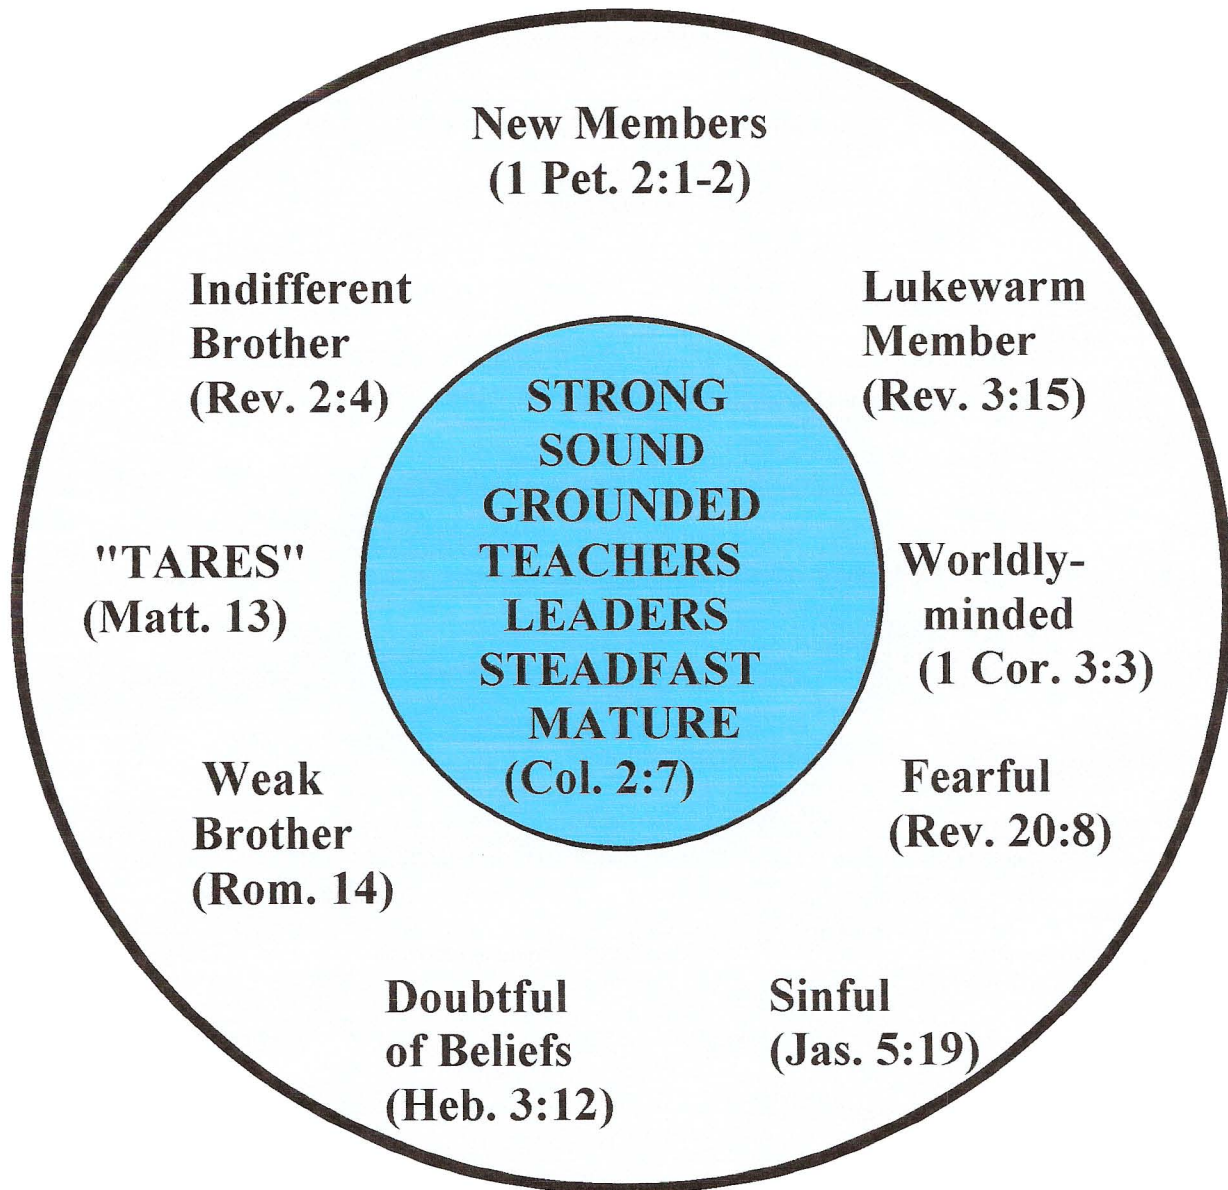 New Members
(1 Pet. 2:1-2)
Indifferent
Brother
(Rev. 2:4)
Lukewarm
Member
(Rev. 3:15)
STRONG
SOUND
GROUNDED
TEACHERS
LEADERS
STEADFAST
MATURE
(Col. 2:7)
"TARES"
(Matt. 13)
Worldly-
minded
(1 Cor. 3:3)
Weak
Brother
(Rom. 14)
Fearful
(Rev. 20:8)
Doubtful
of Beliefs
(Heb. 3:12)
Sinful
(Jas. 5:19)